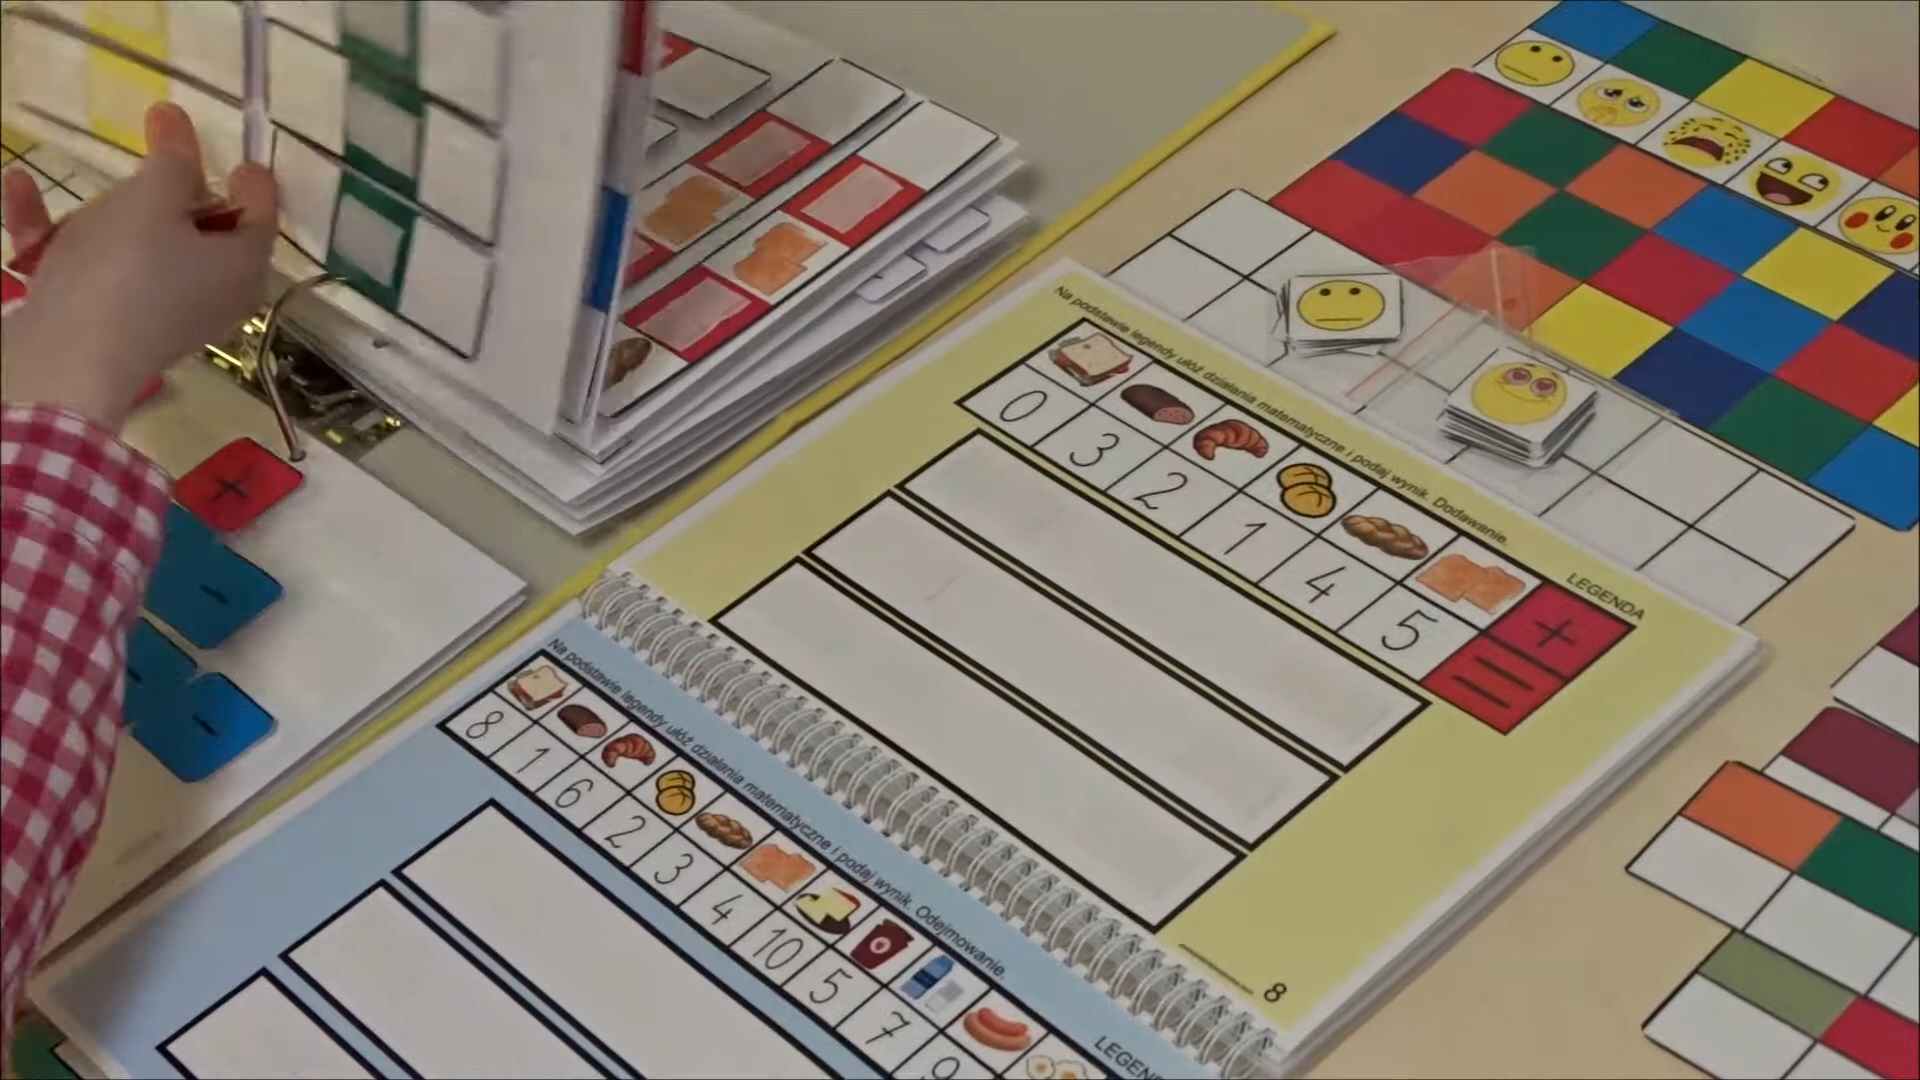 Na podstawie legendy ułóż działania matematyczne i podaj wynik. Dodawanie.
LEGENDA
0 3 2 1 4 5 +
=
8
Na podstawie legendy ułóż działania matematyczne i podaj wynik. Odejmowanie.
8 1 6 2 3 4 10 5 7 9
+
-
-